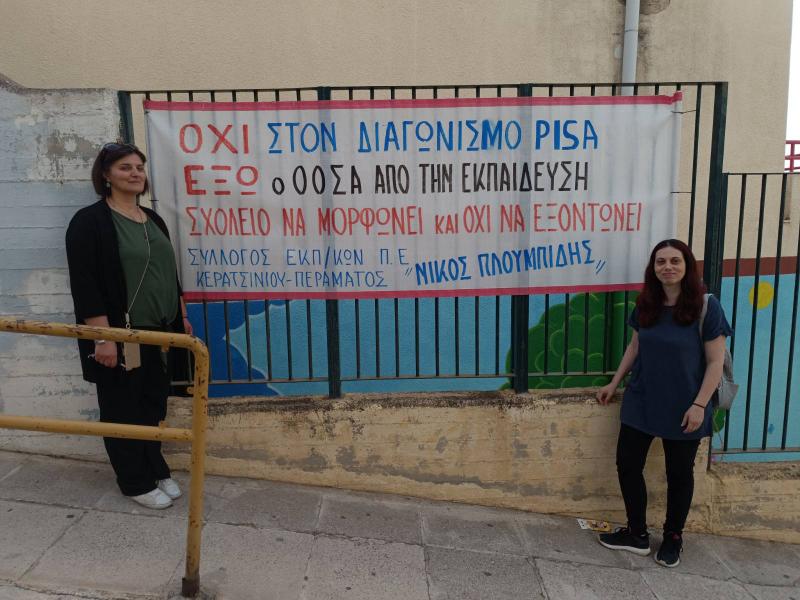 ΟΧΙ ΣΤΟΝ ΔΙΑΓΩΝΙΣΜΟ PISA
ΕΞΩ ο ΟΟΣΑ ΑΠΟ ΤΗΝ ΕΚΠΑΙΔΕΥΣΗ
ΣΧΟΛΕΙΟ ΝΑ ΜΟΡΦΩΝΕΙ και ΟΧΙ ΝΑ ΕΞΟΝΤΩΝΕΙ
ΣΥΛΛΟΓΟΣ ΕΚΠ/ΚΩΝ Π.Ε
ΚΕΡΑΤΣΙΝΙΟΥ-ΠΕΡΑΜΑΤΟΣ "ΝΙΚΟΣ ΠΛΟΥΜΠΙΔΗΣ"